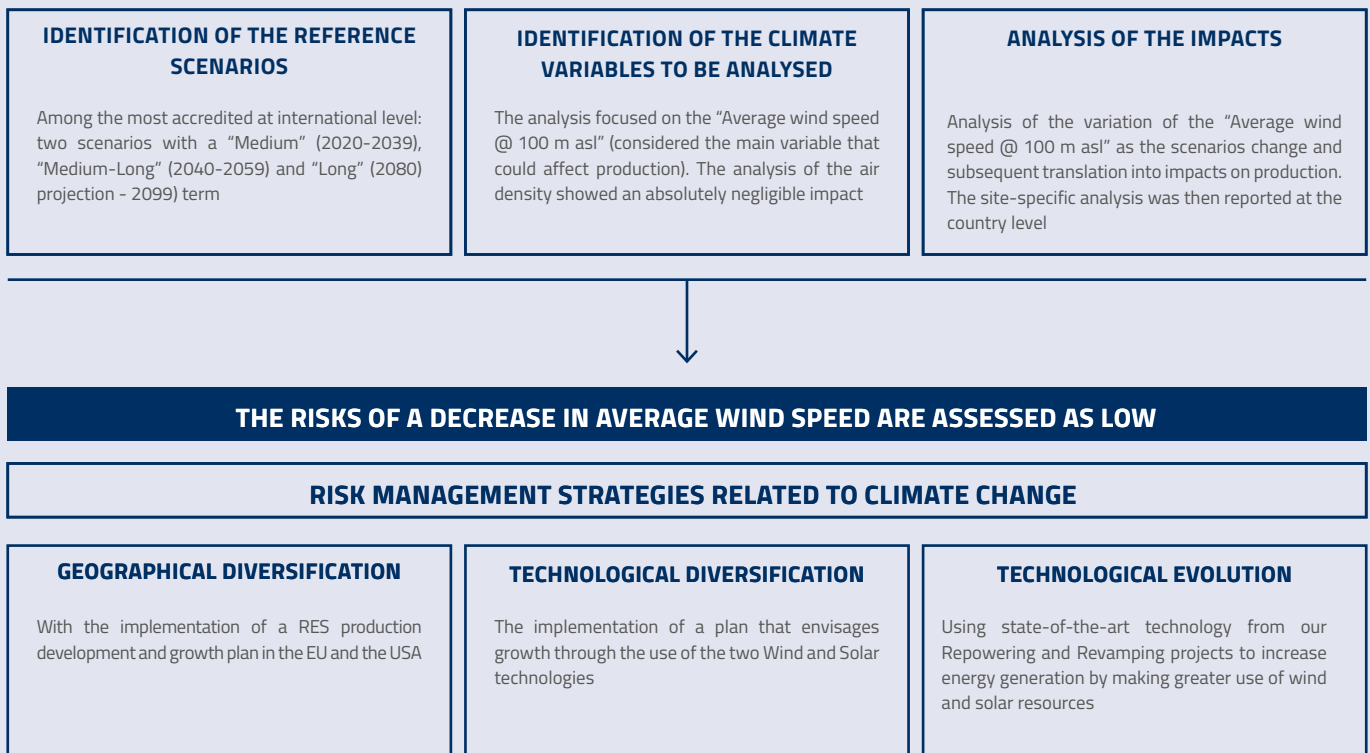 IDENTIFICATION OF THE REFERENCE
SCENARIOS
Among the most accredited at international level:
two scenarios with a “Medium” (2020-2039),
“Medium-Long” (2040-2059) and “Long” (2080)
projection - 2099) term
IDENTIFICATION OF THE CLIMATE
VARIABLES TO BE ANALYSED
The analysis focused on the “Average wind speed
@ 100 m asl” (considered the main variable that
could affect production). The analysis of the air
density showed an absolutely negligible impact
ANALYSIS OF THE IMPACTS
Analysis of the variation of the “Average wind
speed @ 100 m asl” as the scenarios change and
subsequent translation into impacts on production.
The site-specific analysis was then reported at the
country level
THE RISKS OF A DECREASE IN AVERAGE WIND SPEED ARE ASSESSED AS LOW
RISK MANAGEMENT STRATEGIES RELATED TO CLIMATE CHANGE
GEOGRAPHICAL DIVERSIFICATION
With the implementation of a RES production
development and growth plan in the EU and the USA
TECHNOLOGICAL DIVERSIFICATION
The implementation of a plan that envisages
growth through the use of the two Wind and Solar
technologies
TECHNOLOGICAL EVOLUTION
Using state-of-the-art technology from our
Repowering and Revamping projects to increase
energy generation by making greater use of wind
and solar resources